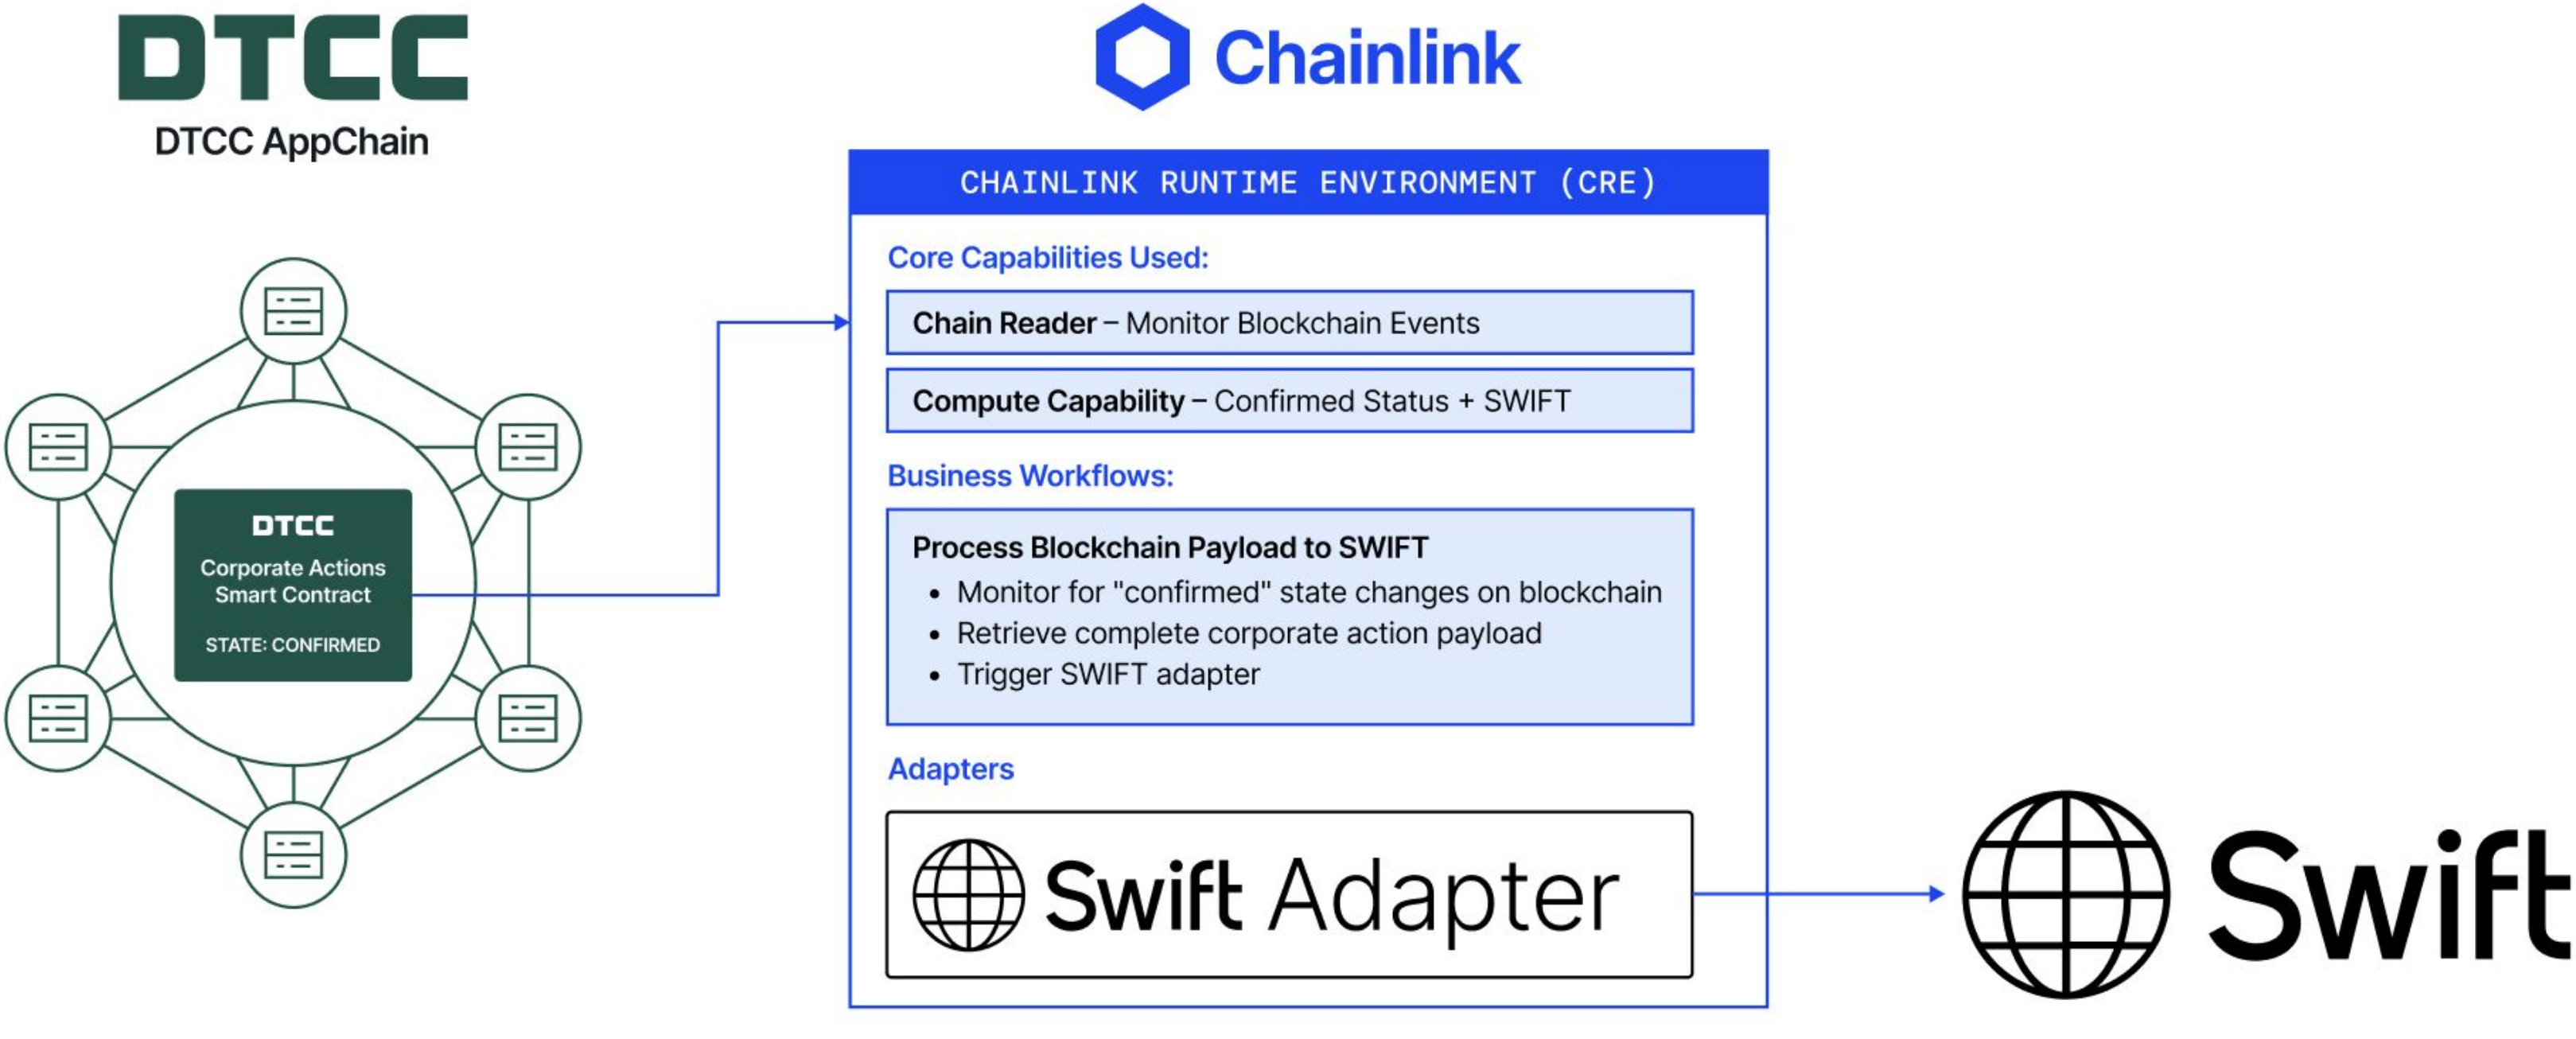 DTCC
DTCC AppChain
DTCC
Corporate Actions
Smart Contract
STATE: CONFIRMED
Chainlink
CHAINLINK RUNTIME ENVIRONMENT (CRE)
Core Capabilities Used:
Chain Reader – Monitor Blockchain Events
Compute Capability – Confirmed Status + SWIFT
Business Workflows:
Process Blockchain Payload to SWIFT
• Monitor for "confirmed" state changes on blockchain
• Retrieve complete corporate action payload
• Trigger SWIFT adapter
Adapters
Swift Adapter
Swift